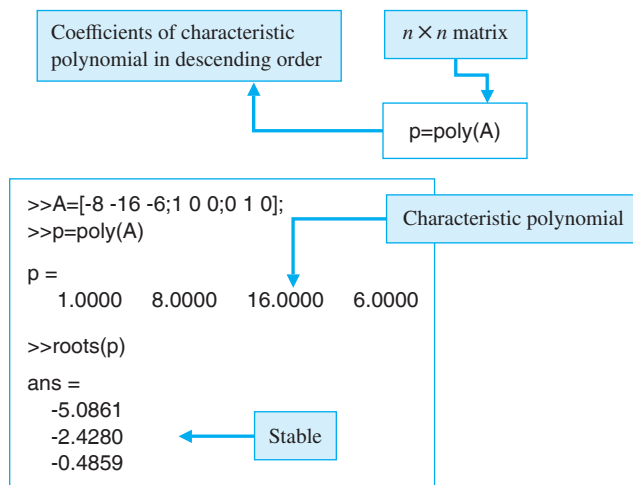 Coefficients of characteristic
polynomial in descending order
n × n matrix
p=poly(A)
>>A=[-8 -16 -6;1 0 0;0 1 0];
>>p=poly(A)
Characteristic polynomial
p =
1.0000 8.0000 16.0000 6.0000
>>roots(p)
ans =
-5.0861
-2.4280
Stable
-0.4859